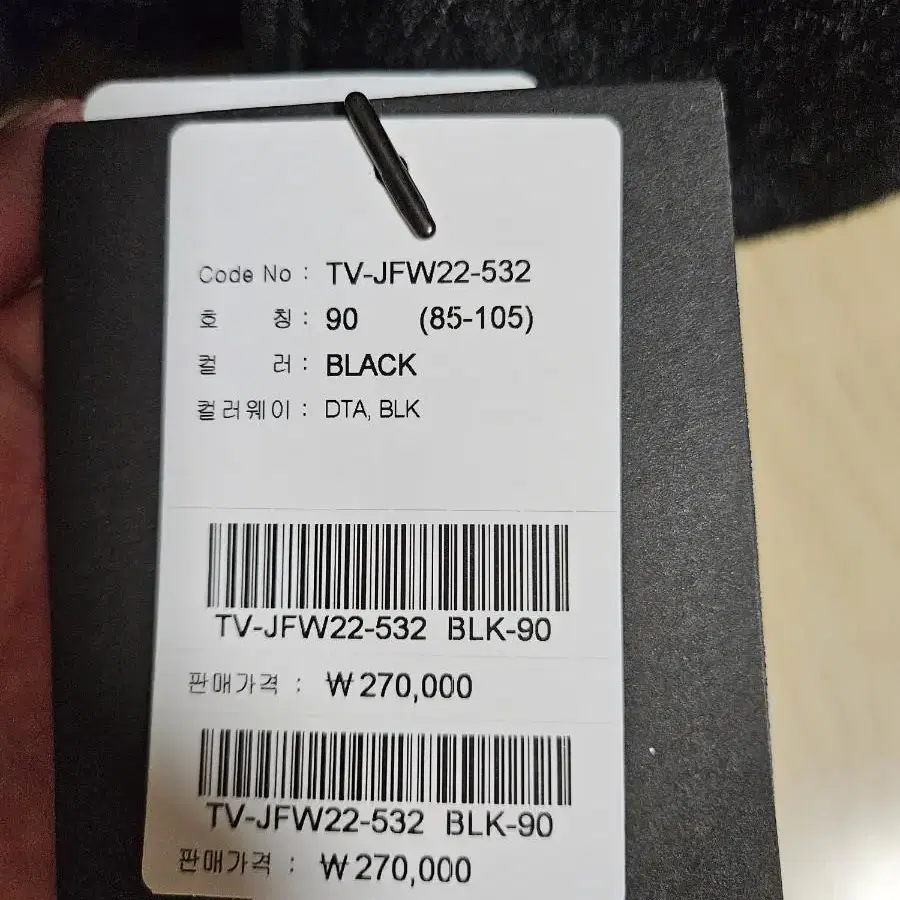 Code No : TV-JFW22-532
호 칭 : 90 (85-105)
컬 러 : BLACK
컬러웨이 : DTA, BLK
TV-JFW22-532 BLK-90
판매가격 : ₩270,000
TV-JFW22-532 BLK-90
판매가격 : ₩270,000